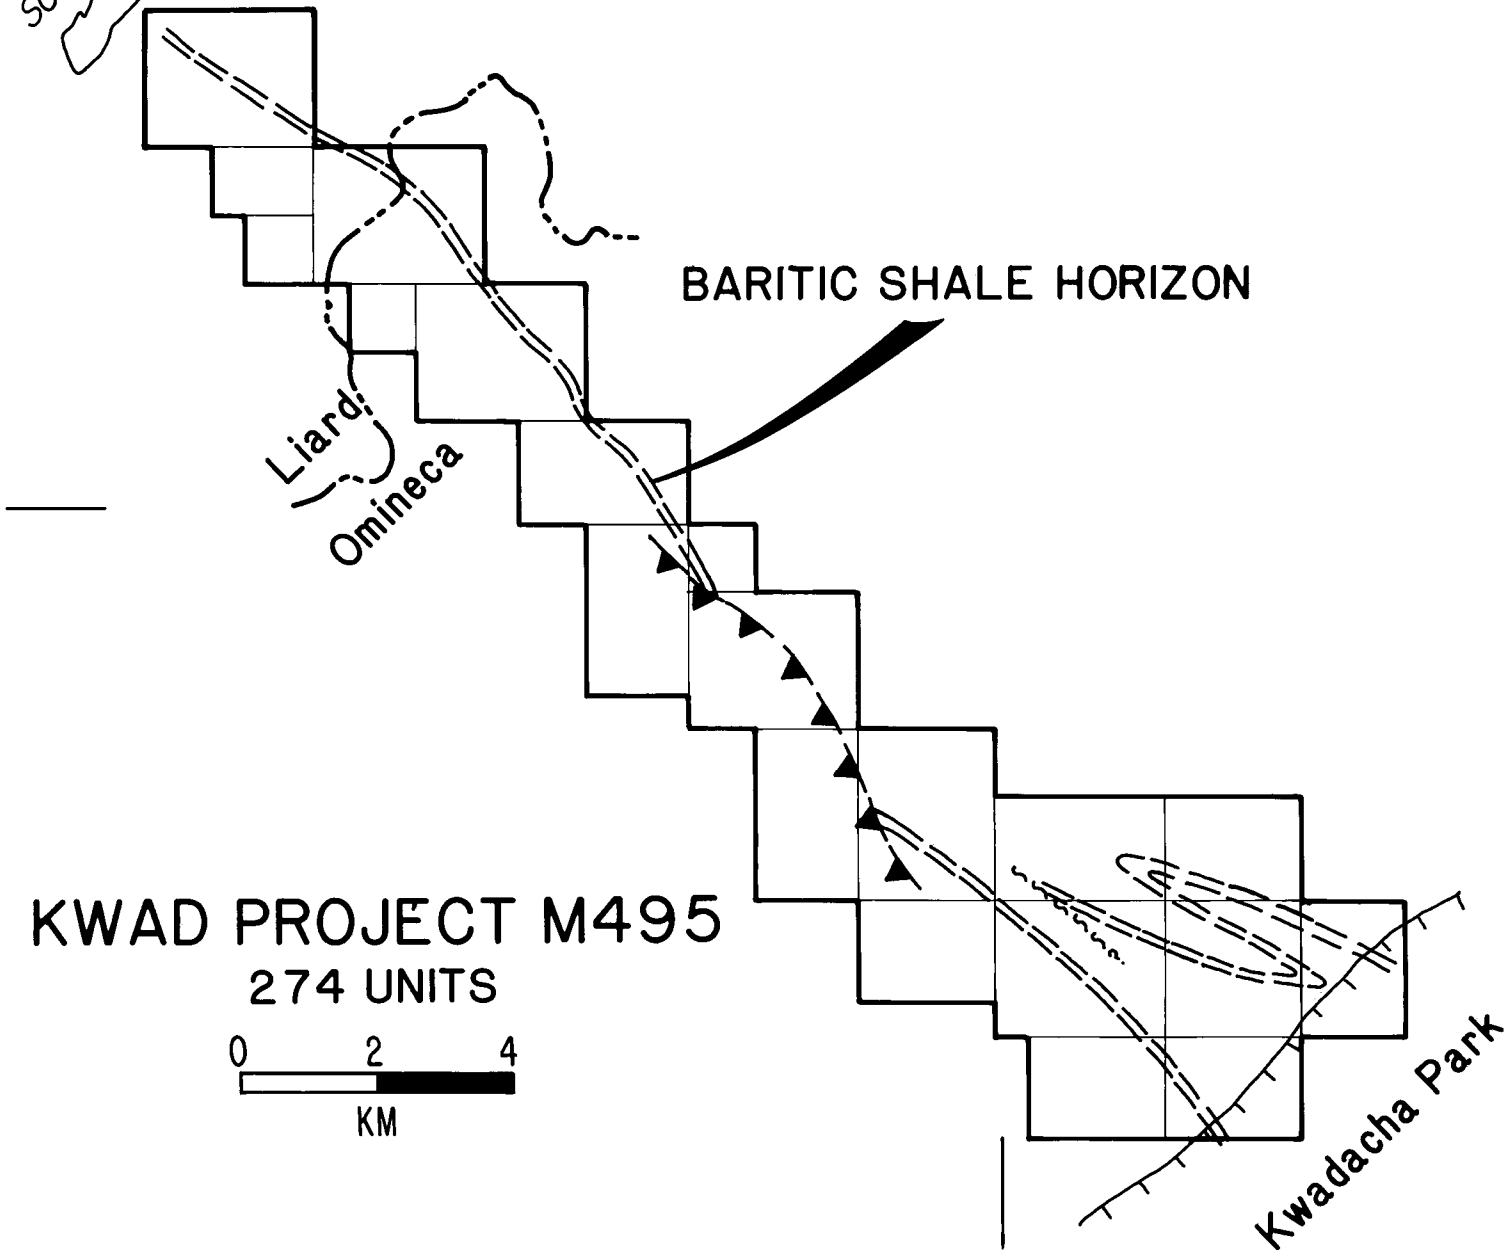 BARITIC SHALE HORIZON
Liard
Omineca
KWAD PROJECT M495
274 UNITS
0 2 4
KM
Kwadacha Park